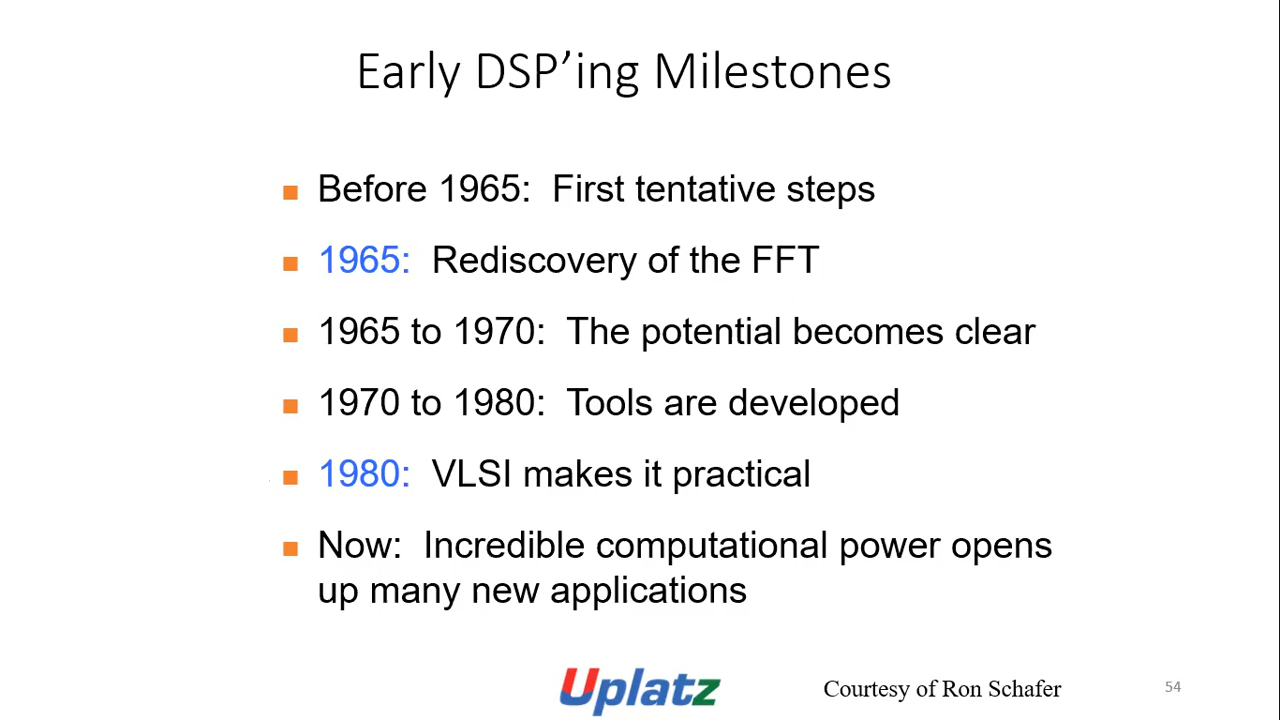 Early DSP’ing Milestones
Before 1965: First tentative steps
1965: Rediscovery of the FFT
1965 to 1970: The potential becomes clear
1970 to 1980: Tools are developed
1980: VLSI makes it practical
Now: Incredible computational power opens
up many new applications
Uplatz
Courtesy of Ron Schafer
54